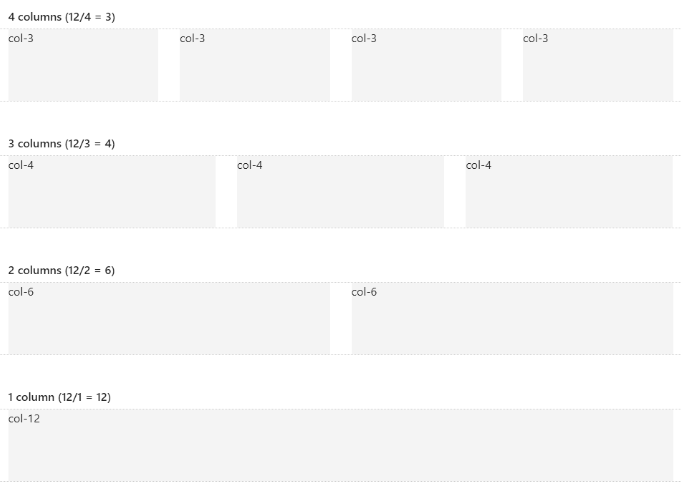 4 columns (12/4 = 3)
col-3 col-3 col-3 col-3
3 columns (12/3 = 4)
col-4 col-4 col-4
2 columns (12/2 = 6)
col-6 col-6
1 column (12/1 = 12)
col-12